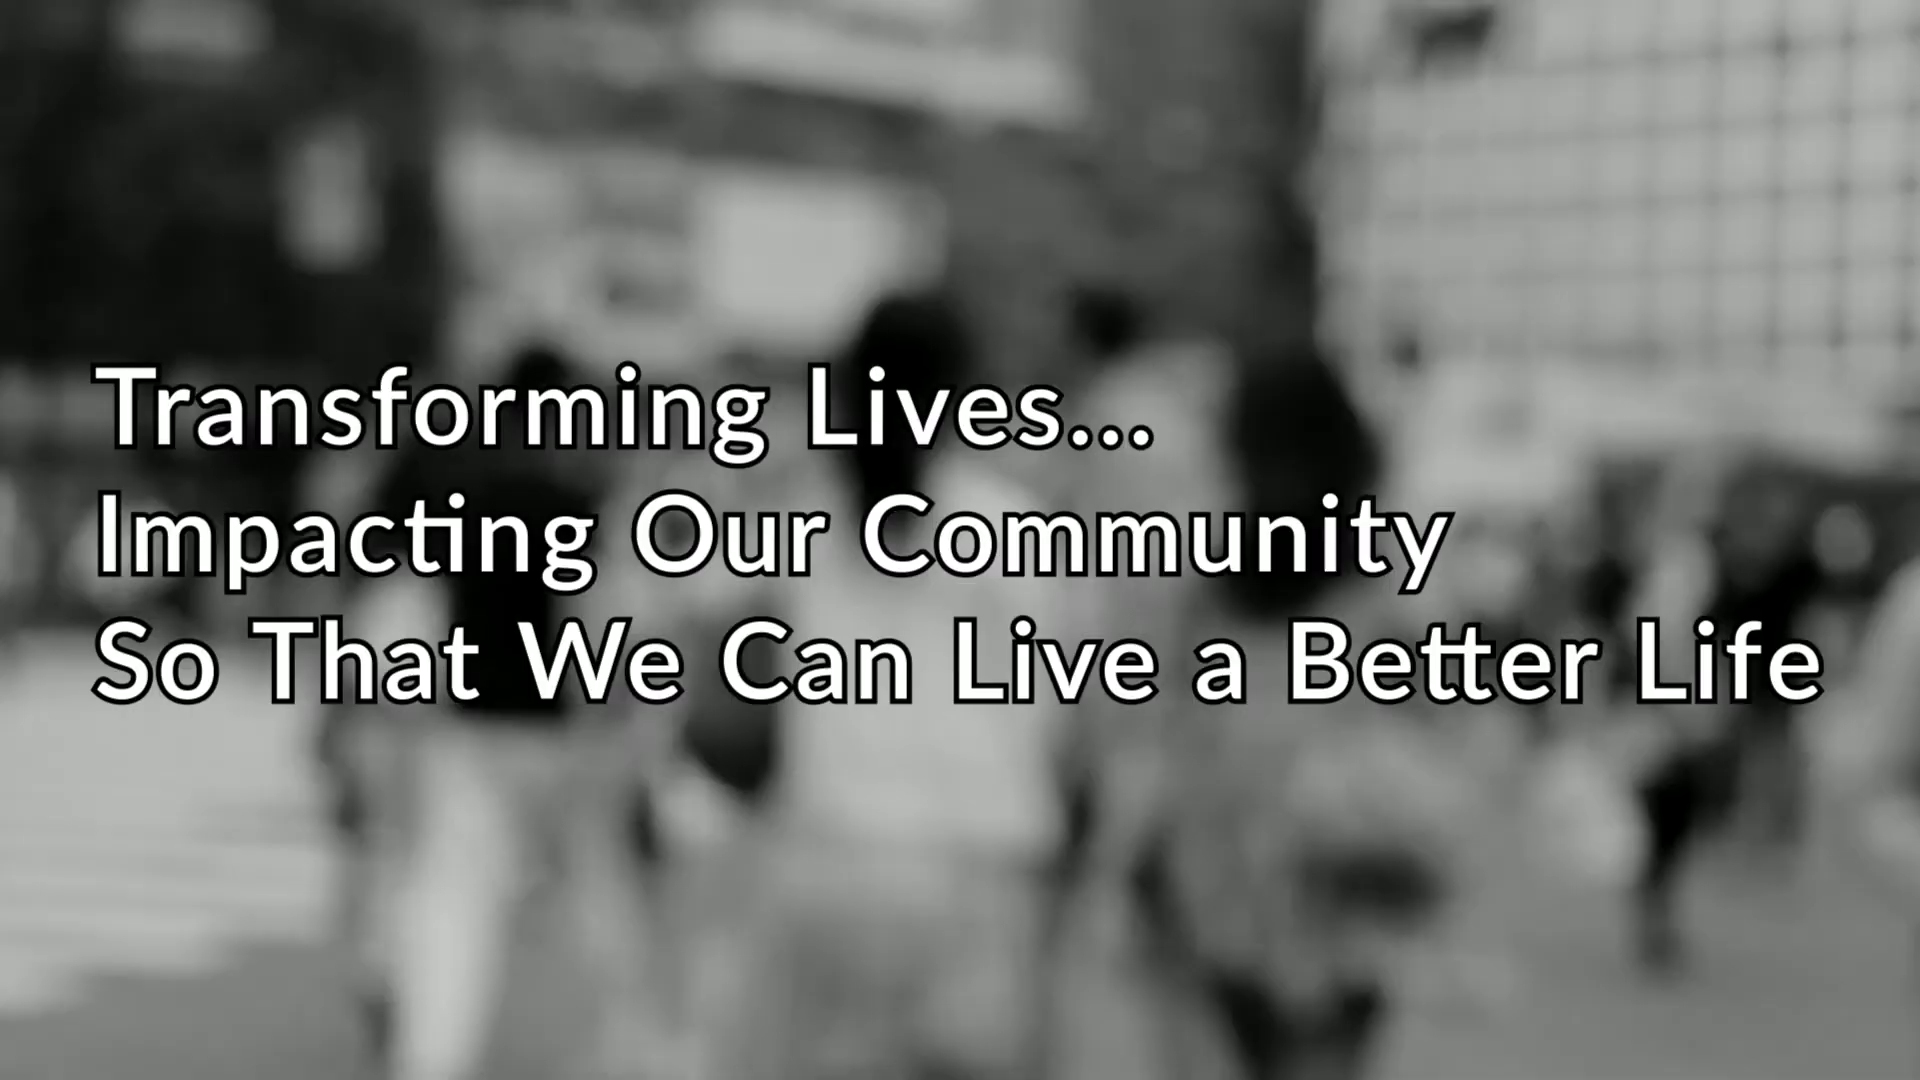 Transforming Lives...
Impacting Our Community
So That We Can Live a Better Life